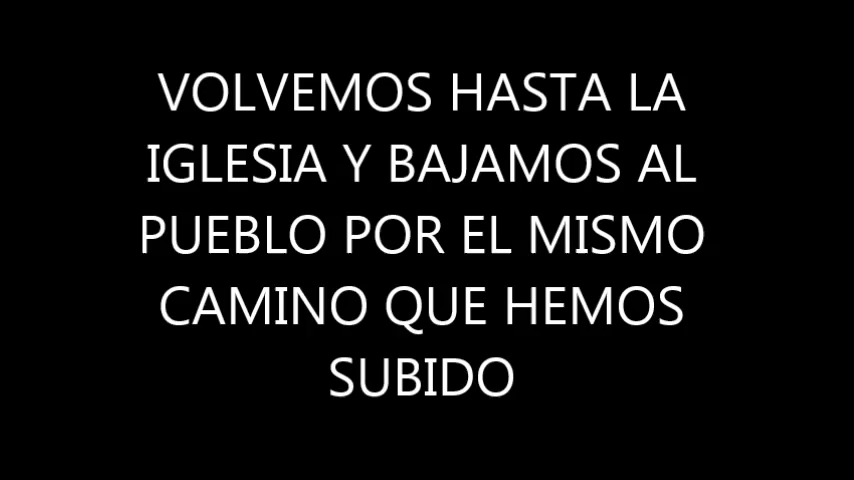 VOLVEMOS HASTA LA
IGLESIA Y BAJAMOS AL
PUEBLO POR EL MISMO
CAMINO QUE HEMOS
SUBIDO